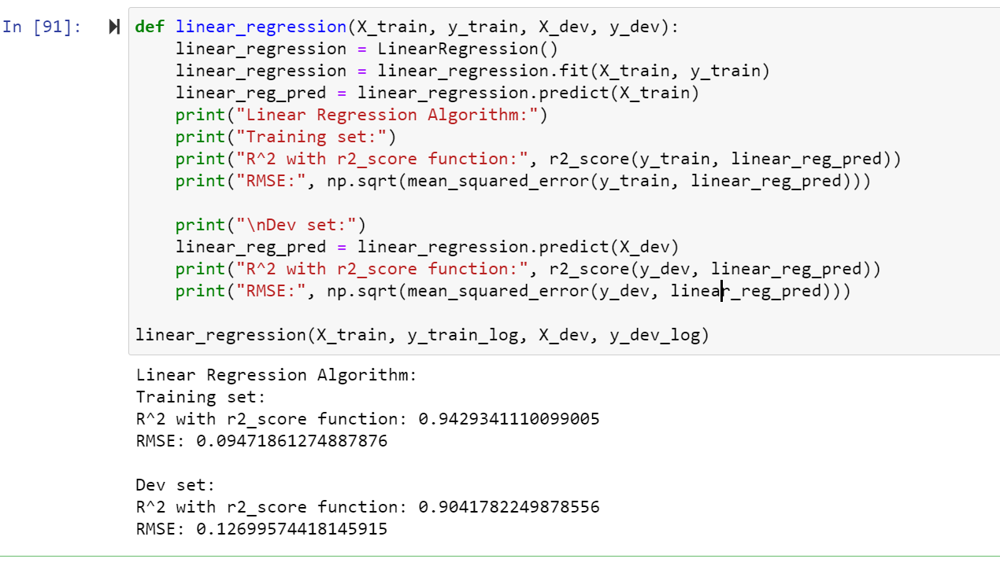 In [91]:
def linear_regression(X_train, y_train, X_dev, y_dev):
    linear_regression = LinearRegression()
    linear_regression = linear_regression.fit(X_train, y_train)
    linear_reg_pred = linear_regression.predict(X_train)
    print("Linear Regression Algorithm:")
    print("Training set:")
    print("R^2 with r2_score function:", r2_score(y_train, linear_reg_pred))
    print("RMSE:", np.sqrt(mean_squared_error(y_train, linear_reg_pred)))
    print("\nDev set:")
    linear_reg_pred = linear_regression.predict(X_dev)
    print("R^2 with r2_score function:", r2_score(y_dev, linear_reg_pred))
    print("RMSE:", np.sqrt(mean_squared_error(y_dev, linear_reg_pred)))
linear_regression(X_train, y_train_log, X_dev, y_dev_log)
Linear Regression Algorithm:
Training set:
R^2 with r2_score function: 0.9429341110099005
RMSE: 0.09471861274887876
Dev set:
R^2 with r2_score function: 0.9041782249878556
RMSE: 0.12699574418145915